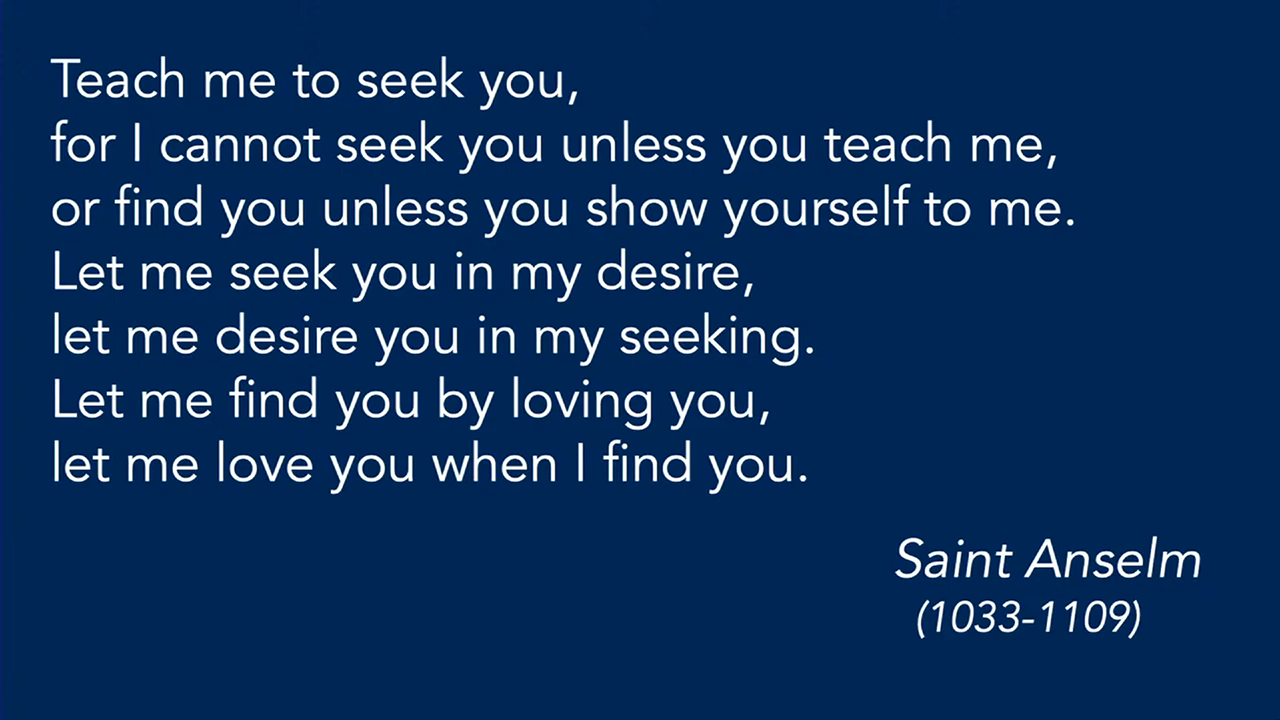 Teach me to seek you,
for I cannot seek you unless you teach me,
or find you unless you show yourself to me.
Let me seek you in my desire,
let me desire you in my seeking.
Let me find you by loving you,
let me love you when I find you.
Saint Anselm
(1033-1109)